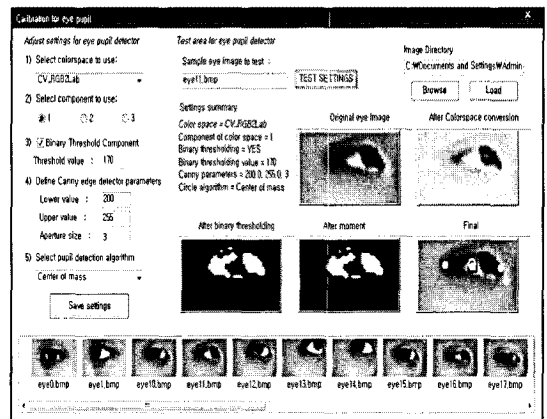 Calibration for eye pupil X
Adjust settings for eye pupil detector
1) Select colorspace to use:
CV_RGB2Lab
2) Select component to use:
1 2 3
3) Binary Threshold Component
Threshold value : 170
4) Define Canny edge detector parameters
Lower value : 200
Upper value : 255
Aperture size : 3
5) Select pupil detection algorithm
Center of mass
Save settings
Test area for eye pupil detector
Sample eye image to test :
eye11.bmp
TEST SETTINGS
Image Directory
C:\WDocuments and Settings\WAdmin
Browse Load
Settings summary
Color space = CV_RGB2Lab
Component of color space = 1
Binary thresholding = YES
Binary thresholding value = 170
Canny parameters = 200.0, 255.0, 3
Circle algorithm = Center of mass
Original eye Image
After Colorspace conversion
After binary thresholding
After moment
Final
eye0.bmp eye1.bmp eye10.bmp eye11.bmp eye12.bmp eye13.bmp eye14.bmp eye15.bmp eye16.bmp eye17.bmp